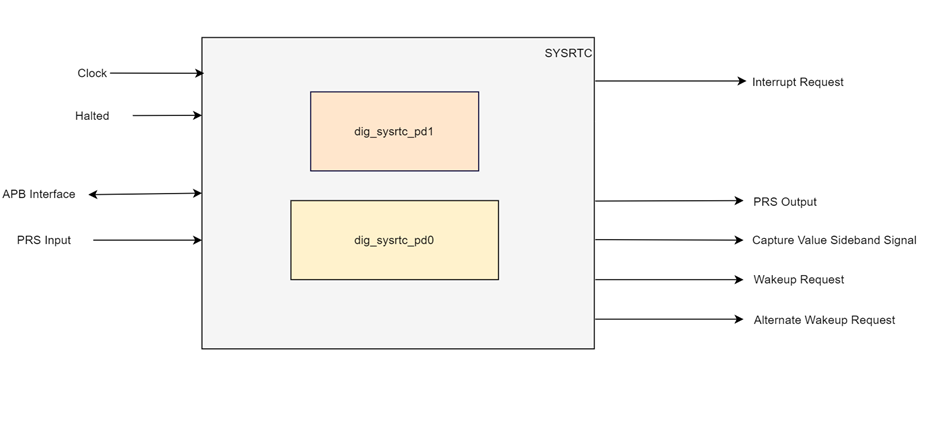 SYSRTC
Clock
Interrupt Request
Halted
dig_sysrtc_pd1
APB Interface
PRS Output
PRS Input
dig_sysrtc_pd0
Capture Value Sideband Signal
Wakeup Request
Alternate Wakeup Request